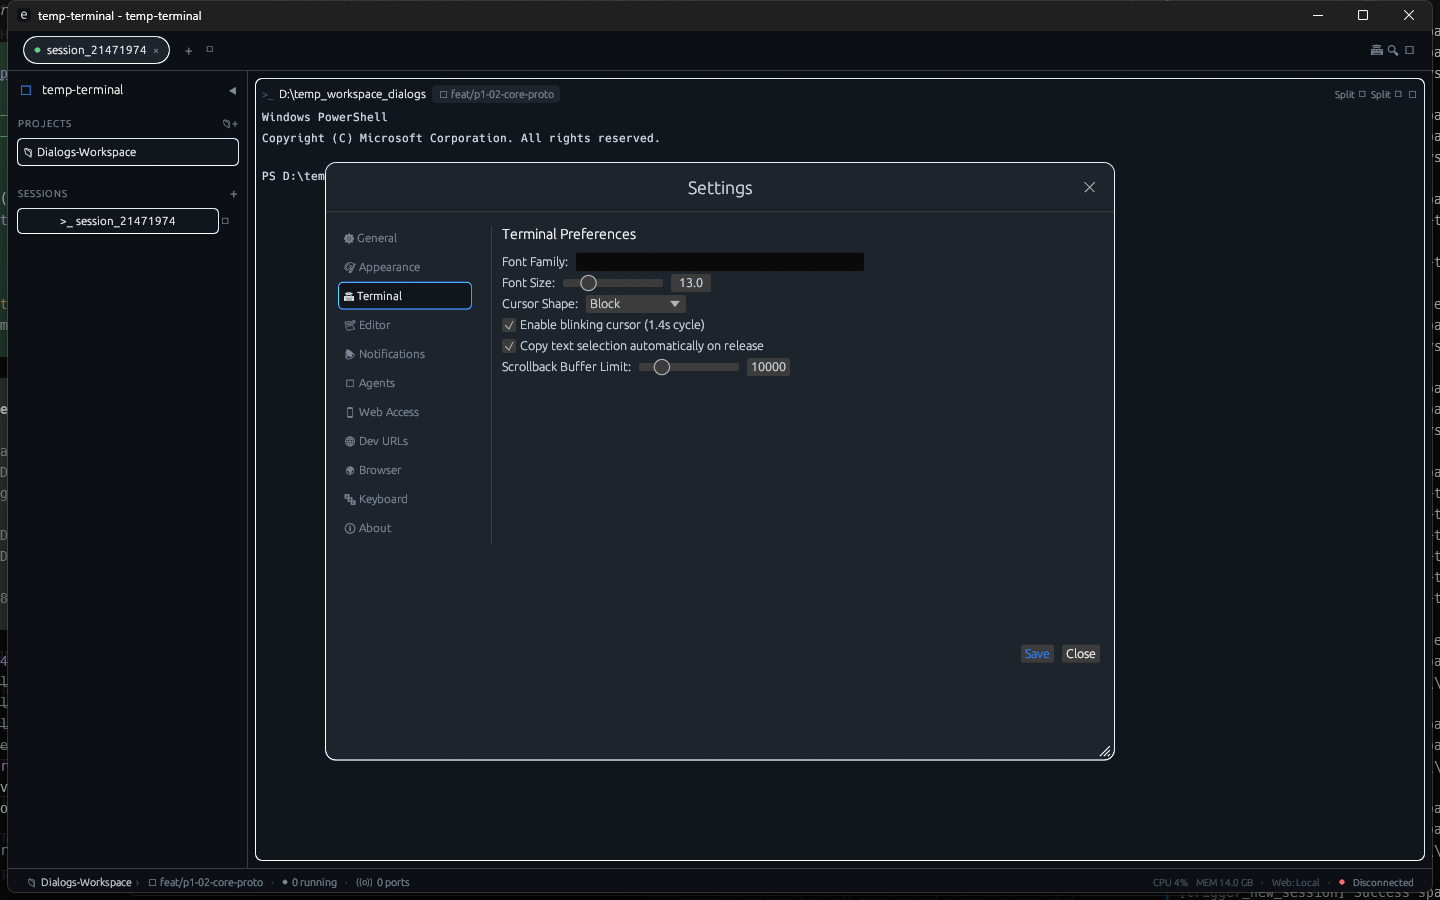 temp-terminal - temp-terminal
session_21471974
temp-terminal
PROJECTS
Dialogs-Workspace
SESSIONS
>_ session_21471974
>_ D:\temp_workspace_dialogs feat/p1-02-core-proto
Split Split
Windows PowerShell
Copyright (C) Microsoft Corporation. All rights reserved.
PS D:\tem
Settings
General
Appearance
Terminal
Editor
Notifications
Agents
Web Access
Dev URLs
Browser
Keyboard
About
Terminal Preferences
Font Family:
Font Size: 13.0
Cursor Shape: Block
Enable blinking cursor (1.4s cycle)
Copy text selection automatically on release
Scrollback Buffer Limit: 10000
Save Close
Dialogs-Workspace › feat/p1-02-core-proto · 0 running · ((o)) 0 ports
CPU 4% MEM 14.0 GB · Web: Local · Disconnected